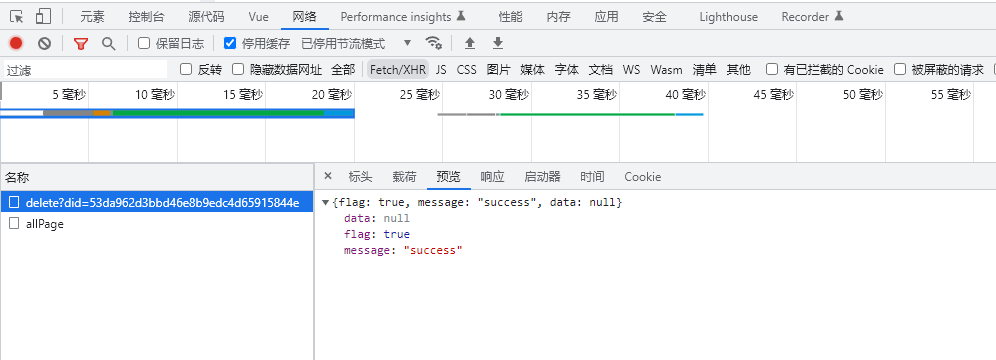 元素 控制台 源代码 Vue 网络 Performance insights 性能 内存 应用 安全 Lighthouse Recorder
保留日志 停用缓存 已停用节流模式
过滤 反转 隐藏数据网址 全部 Fetch/XHR JS CSS 图片 媒体 字体 文档 WS Wasm 清单 其他 有已拦截的 Cookie 被屏蔽的请求
5 毫秒 10 毫秒 15 毫秒 20 毫秒 25 毫秒 30 毫秒 35 毫秒 40 毫秒 45 毫秒 50 毫秒 55 毫秒
名称
delete?did=53da962d3bbd46e8b9edc4d65915844e
allPage
× 标头 载荷 预览 响应 启动器 时间 Cookie
▼{flag: true, message: "success", data: null}
data: null
flag: true
message: "success"